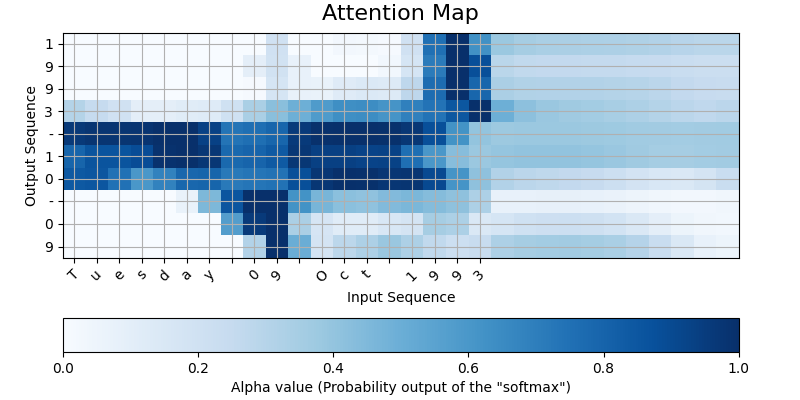 Attention Map
Output Sequence
1
9
9
3
-
1
0
-
0
9
T u e s d a y 0 9 O c t 1 9 9 3
Input Sequence
0.0 0.2 0.4 0.6 0.8 1.0
Alpha value (Probability output of the "softmax")